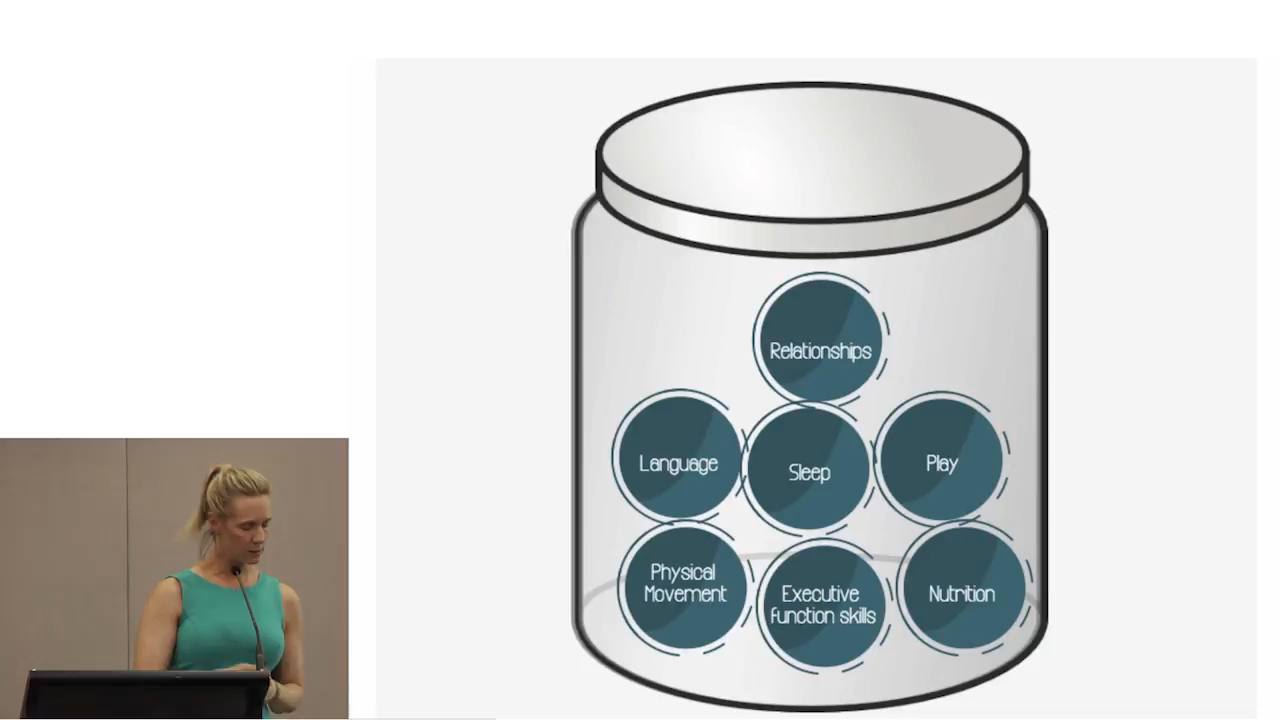 Relationships
Language
Sleep
Play
Physical
Movement
Executive
function skills
Nutrition